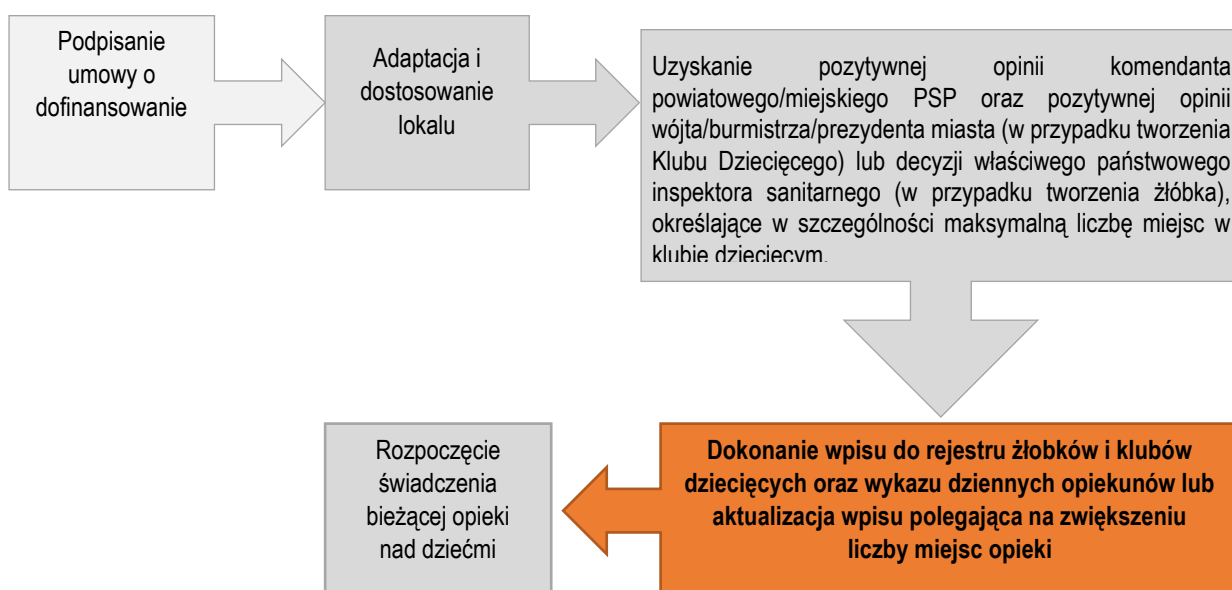 Podpisanie
umowy o
dofinansowanie
Adaptacja i
dostosowanie
lokalu
Uzyskanie pozytywnej opinii komendanta
powiatowego/miejskiego PSP oraz pozytywnej opinii
wójta/burmistrza/prezydenta miasta (w przypadku tworzenia
Klubu Dziecięcego) lub decyzji właściwego państwowego
inspektora sanitarnego (w przypadku tworzenia żłóbka),
określające w szczególności maksymalną liczbę miejsc w
klubie dziecięcym.
Dokonanie wpisu do rejestru żłobków i klubów
dziecięcych oraz wykazu dziennych opiekunów lub
aktualizacja wpisu polegająca na zwiększeniu
liczby miejsc opieki
Rozpoczęcie
świadczenia
bieżącej opieki
nad dziećmi